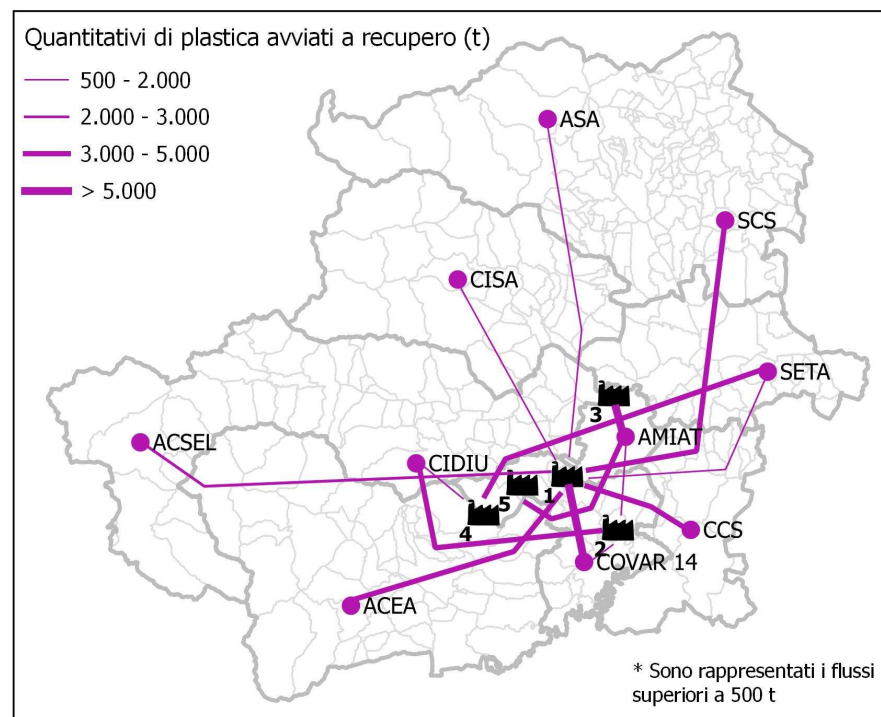 Quantitativi di plastica avviati a recupero (t)
500 - 2.000
2.000 - 3.000
3.000 - 5.000
> 5.000
ASA
SCS
CISA
SETA
3
AMIAT
ACSEL
CIDIU
1
5
4
CCS
2
COVAR 14
ACEA
* Sono rappresentati i flussi
superiori a 500 t